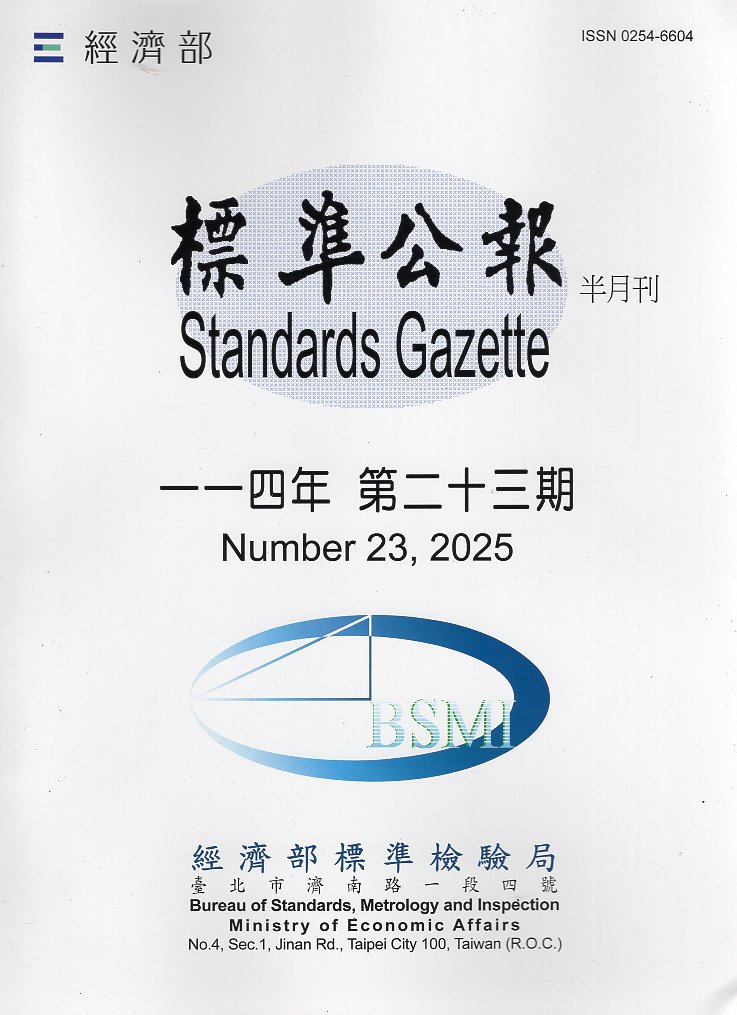 經濟部
ISSN 0254-6604
標準公報
半月刊
Standards Gazette
一一四年 第二十三期
Number 23, 2025
BSMI
經濟部標準檢驗局
臺北市濟南路一段四號
Bureau of Standards, Metrology and Inspection
Ministry of Economic Affairs
No.4, Sec.1, Jinan Rd., Taipei City 100, Taiwan (R.O.C.)